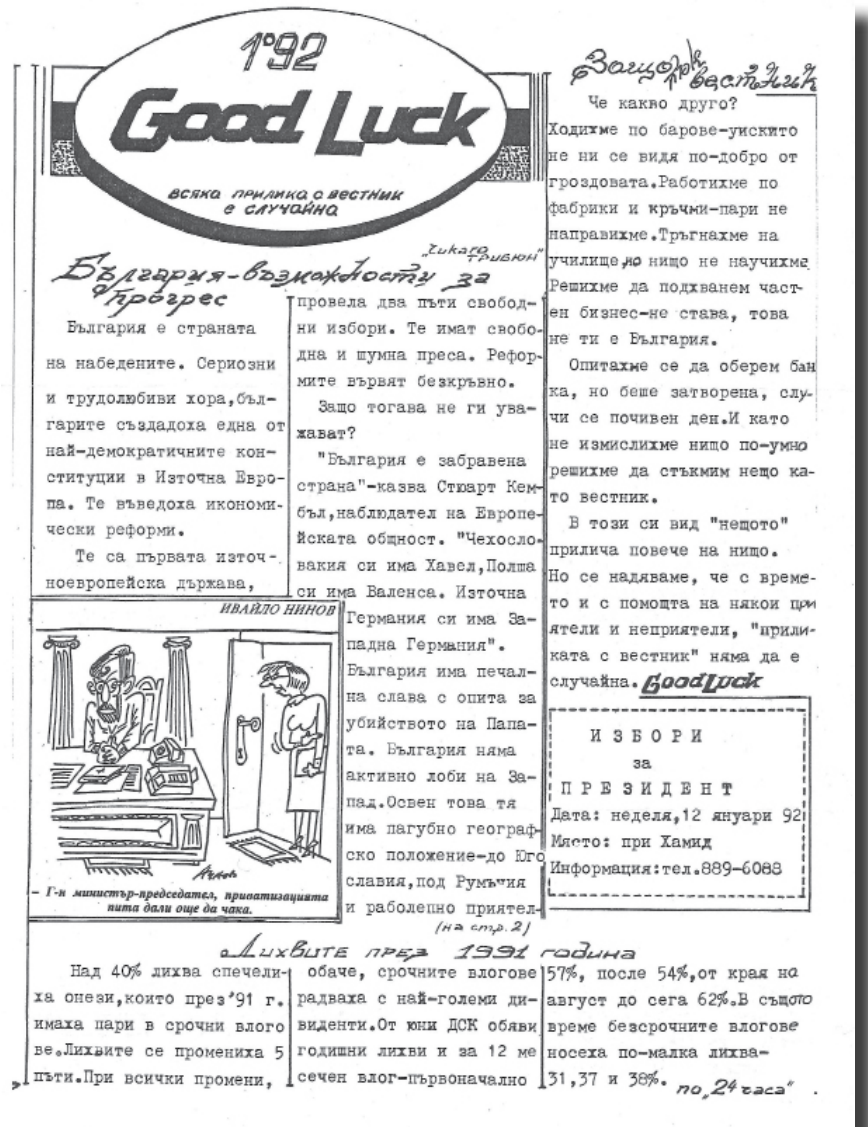 1°92
Good Luck
ВСЯКА ПРИЛИКА С ВЕСТНИК
Е СЛУЧАЙНА
България-възможности за
прогрес
България е страната
на набедените. Сериозни
и трудолюбиви хора,бъл-
гарите създадоха една от
най-демократичните кон-
ституции в Източна Евро-
па. Те въведоха икономи-
чески реформи.
Те са първата източ-
ноевропейска държава,
ИВАЙЛО НИНОВ
– Г-н министър-председател, приватизацията
пита дали още да чака.
"Чикаго
трибюн"
провела два пъти свобод-
ни избори. Те имат свобо-
дна и шумна преса. Рефор-
мите вървят безкръвно.
Защо тогава не ги ува-
жават?
"България е забравена
страна"-казва Стюарт Кем-
бъл,наблюдател на Европе-
йската общност. "Чехосло-
вакия си има Хавел,Полша
си има Валенса. Източна
Германия си има За-
падна Германия".
България има печал-
на слава с опита за
убийството на Папа-
та. България няма
активно лоби на За-
пад.Освен това тя
има пагубно географ-
ско положение-до Юго
славия,под Румъния
и раболепно приятел-
(на стр.2)
Защо вестник
Че какво друго?
Ходихме по барове-уискито
не ни се видя по-добро от
гроздовата.Работихме по
фабрики и кръчми-пари не
направихме.Тръгнахме на
училище,но нищо не научихме
Решихме да подхванем част-
ен бизнес-не става, това
не ти е България.
Опитахме се да оберем бан
ка, но беше затворена, слу-
чи се почивен ден.И като
не измислихме нищо по-умно
решихме да стъкмим нещо ка-
то вестник.
В този си вид "нещото"
прилича повече на нищо.
Но се надяваме, че с време-
то и с помощта на някои при
ятели и неприятели, "прили-
ката с вестник" няма да е
случайна. Good Luck
ИЗБОРИ
за
ПРЕЗИДЕНТ
Дата: неделя,12 януари 92
Място: при Хамид
Информация:тел.889-6088
Лихвите през 1991 година
Над 40% лихва спечели-
ха онези,които през'91 г.
имаха пари в срочни влого
ве.Лихвите се промениха 5
пъти.При всички промени,
обаче, срочните влогове
радваха с най-големи ди-
виденти.От юни ДСК обяви
годишни лихви и за 12 ме
сечен влог-първоначално
57%, после 54%,от края на
август до сега 62%.В същото
време безсрочните влогове
носеха по-малка лихва-
31,37 и 38%.
по "24 часа"